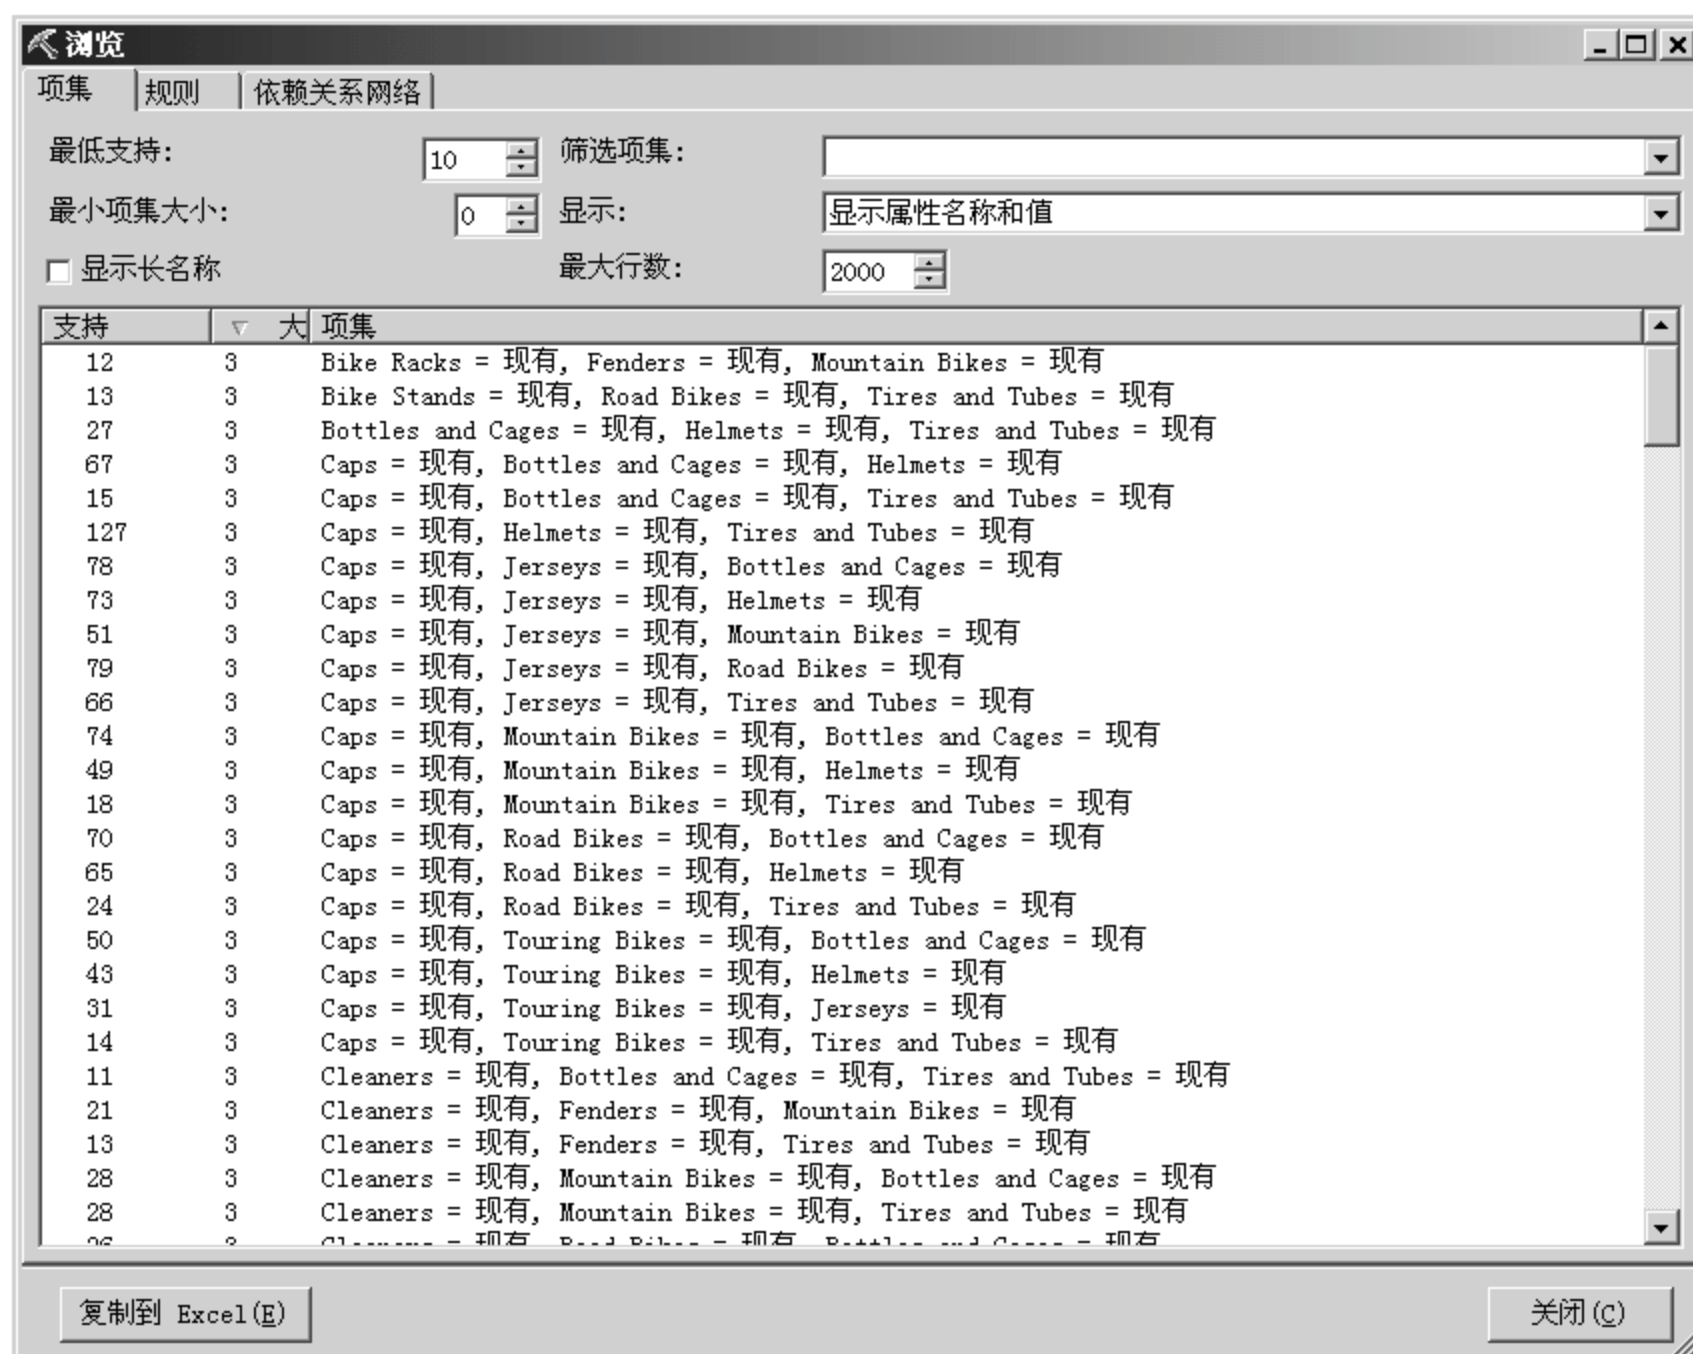 浏览
项集 规则 依赖关系网络
最低支持: 10 筛选项集:
最小项集大小: 0 显示: 显示属性名称和值
显示长名称 最大行数: 2000
支持 大 项集
12 3 Bike Racks = 现有, Fenders = 现有, Mountain Bikes = 现有
13 3 Bike Stands = 现有, Road Bikes = 现有, Tires and Tubes = 现有
27 3 Bottles and Cages = 现有, Helmets = 现有, Tires and Tubes = 现有
67 3 Caps = 现有, Bottles and Cages = 现有, Helmets = 现有
15 3 Caps = 现有, Bottles and Cages = 现有, Tires and Tubes = 现有
127 3 Caps = 现有, Helmets = 现有, Tires and Tubes = 现有
78 3 Caps = 现有, Jerseys = 现有, Bottles and Cages = 现有
73 3 Caps = 现有, Jerseys = 现有, Helmets = 现有
51 3 Caps = 现有, Jerseys = 现有, Mountain Bikes = 现有
79 3 Caps = 现有, Jerseys = 现有, Road Bikes = 现有
66 3 Caps = 现有, Jerseys = 现有, Tires and Tubes = 现有
74 3 Caps = 现有, Mountain Bikes = 现有, Bottles and Cages = 现有
49 3 Caps = 现有, Mountain Bikes = 现有, Helmets = 现有
18 3 Caps = 现有, Mountain Bikes = 现有, Tires and Tubes = 现有
70 3 Caps = 现有, Road Bikes = 现有, Bottles and Cages = 现有
65 3 Caps = 现有, Road Bikes = 现有, Helmets = 现有
24 3 Caps = 现有, Road Bikes = 现有, Tires and Tubes = 现有
50 3 Caps = 现有, Touring Bikes = 现有, Bottles and Cages = 现有
43 3 Caps = 现有, Touring Bikes = 现有, Helmets = 现有
31 3 Caps = 现有, Touring Bikes = 现有, Jerseys = 现有
14 3 Caps = 现有, Touring Bikes = 现有, Tires and Tubes = 现有
11 3 Cleaners = 现有, Bottles and Cages = 现有, Tires and Tubes = 现有
21 3 Cleaners = 现有, Fenders = 现有, Mountain Bikes = 现有
13 3 Cleaners = 现有, Fenders = 现有, Tires and Tubes = 现有
28 3 Cleaners = 现有, Mountain Bikes = 现有, Bottles and Cages = 现有
28 3 Cleaners = 现有, Mountain Bikes = 现有, Tires and Tubes = 现有
3 Cleaners = 现有, Road Bikes = 现有, Bottles and Cages = 现有
复制到 Excel(E) 关闭(C)